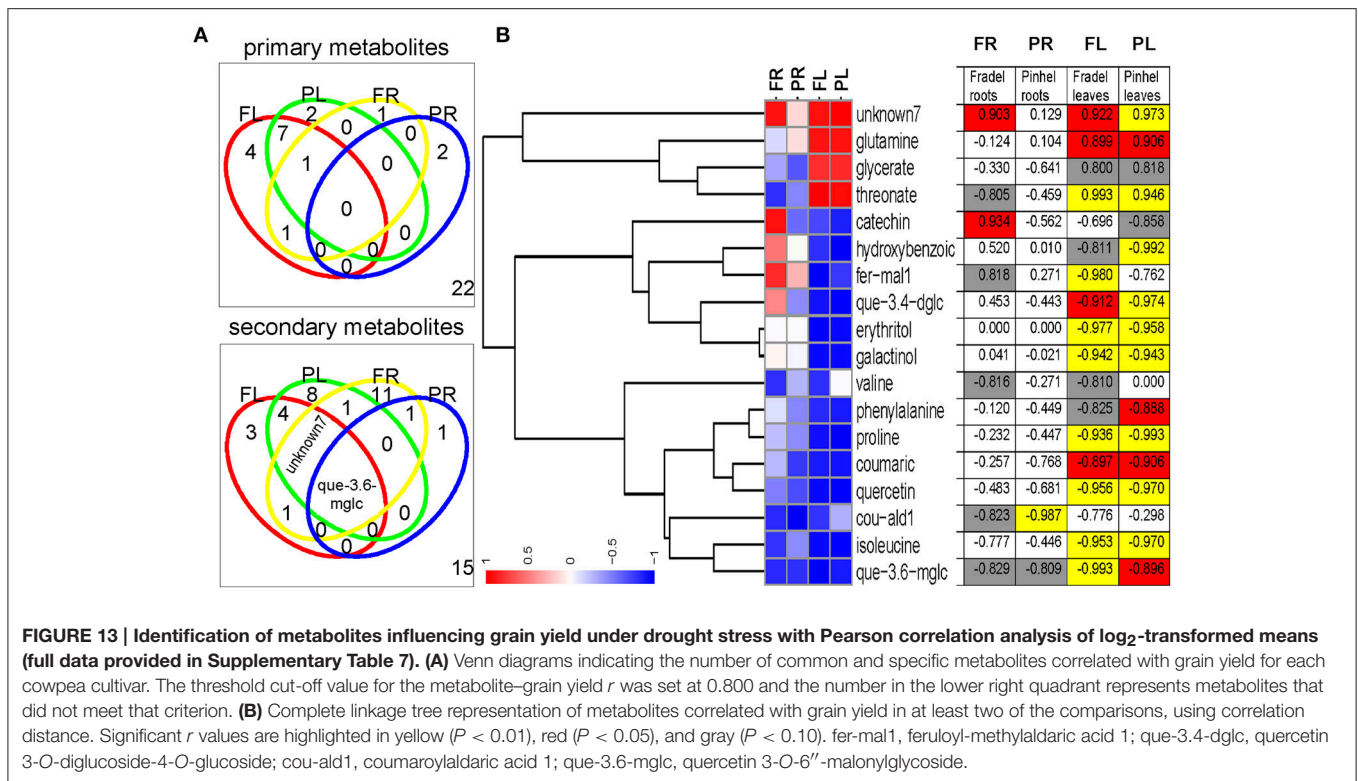 A
primary metabolites
PL
FR
FL
2
1
PR
7
0
0
4
1
0
2
0
1
0
0
0
0
22
secondary metabolites
PL
FR
FL
8
11
PR
4
1
1
3
unknown7
0
1
que-3.6-
mglc
1
0
0
0
0
15
B
FR PR FL PL
unknown7
glutamine
glycerate
threonate
catechin
hydroxybenzoic
fer-mal1
que-3.4-dglc
erythritol
galactinol
valine
phenylalanine
proline
coumaric
quercetin
cou-ald1
isoleucine
que-3.6-mglc
1 0.5 0 −0.5 −1
FR PR FL PL
Fradel roots Pinhel roots Fradel leaves Pinhel leaves
0.903 0.129 0.922 0.973
-0.124 0.104 0.899 0.906
-0.330 -0.641 0.800 0.818
-0.805 -0.459 0.993 0.946
0.934 -0.562 -0.696 -0.858
0.520 0.010 -0.811 -0.992
0.818 0.271 -0.980 -0.762
0.453 -0.443 -0.912 -0.974
0.000 0.000 -0.977 -0.958
0.041 -0.021 -0.942 -0.943
-0.816 -0.271 -0.810 0.000
-0.120 -0.449 -0.825 -0.888
-0.232 -0.447 -0.936 -0.993
-0.257 -0.768 -0.897 -0.906
-0.483 -0.681 -0.956 -0.970
-0.823 -0.987 -0.776 -0.298
-0.777 -0.446 -0.953 -0.970
-0.829 -0.809 -0.993 -0.896
FIGURE 13 | Identification of metabolites influencing grain yield under drought stress with Pearson correlation analysis of log₂-transformed means
(full data provided in Supplementary Table 7). (A) Venn diagrams indicating the number of common and specific metabolites correlated with grain yield for each
cowpea cultivar. The threshold cut-off value for the metabolite–grain yield r was set at 0.800 and the number in the lower right quadrant represents metabolites that
did not meet that criterion. (B) Complete linkage tree representation of metabolites correlated with grain yield in at least two of the comparisons, using correlation
distance. Significant r values are highlighted in yellow (P < 0.01), red (P < 0.05), and gray (P < 0.10). fer-mal1, feruloyl-methylaldaric acid 1; que-3.4-dglc, quercetin
3-O-diglucoside-4-O-glucoside; cou-ald1, coumaroylaldaric acid 1; que-3.6-mglc, quercetin 3-O-6′′-malonylglycoside.